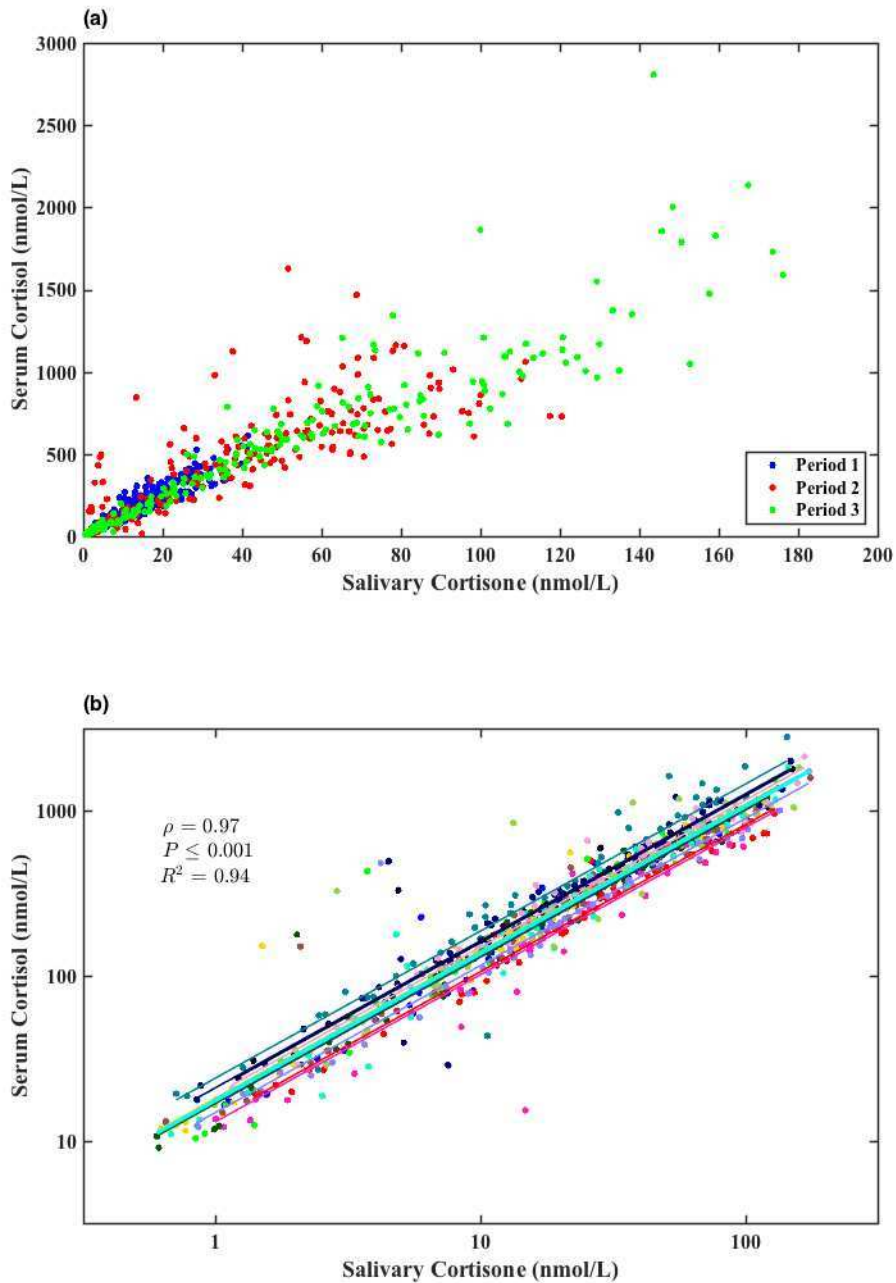 (a)
3000
2500
2000
1500
1000
500
0
Serum Cortisol (nmol/L)
Period 1
Period 2
Period 3
0 20 40 60 80 100 120 140 160 180 200
Salivary Cortisone (nmol/L)
(b)
ρ = 0.97
P ≤ 0.001
R² = 0.94
1000
100
10
Serum Cortisol (nmol/L)
1 10 100
Salivary Cortisone (nmol/L)